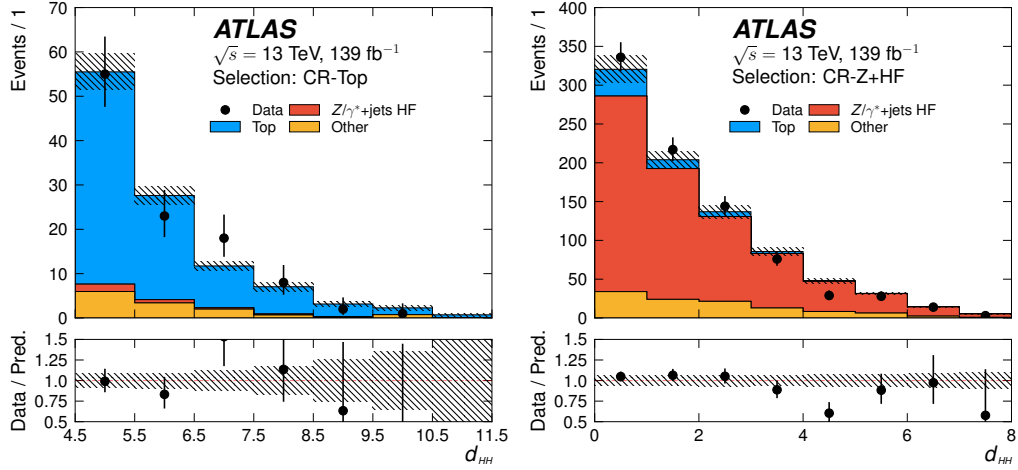 Events / 1
70
60
50
40
30
20
10
0
ATLAS
√s = 13 TeV, 139 fb⁻¹
Selection: CR-Top
Data
Z/γ*+jets HF
Top
Other
Data / Pred.
1.5
1.25
1.0
0.75
0.5
4.5 5.5 6.5 7.5 8.5 9.5 10.5 11.5
d_HH
Events / 1
400
350
300
250
200
150
100
50
0
ATLAS
√s = 13 TeV, 139 fb⁻¹
Selection: CR-Z+HF
Data
Z/γ*+jets HF
Top
Other
Data / Pred.
1.5
1.25
1.0
0.75
0.5
0 2 4 6 8
d_HH